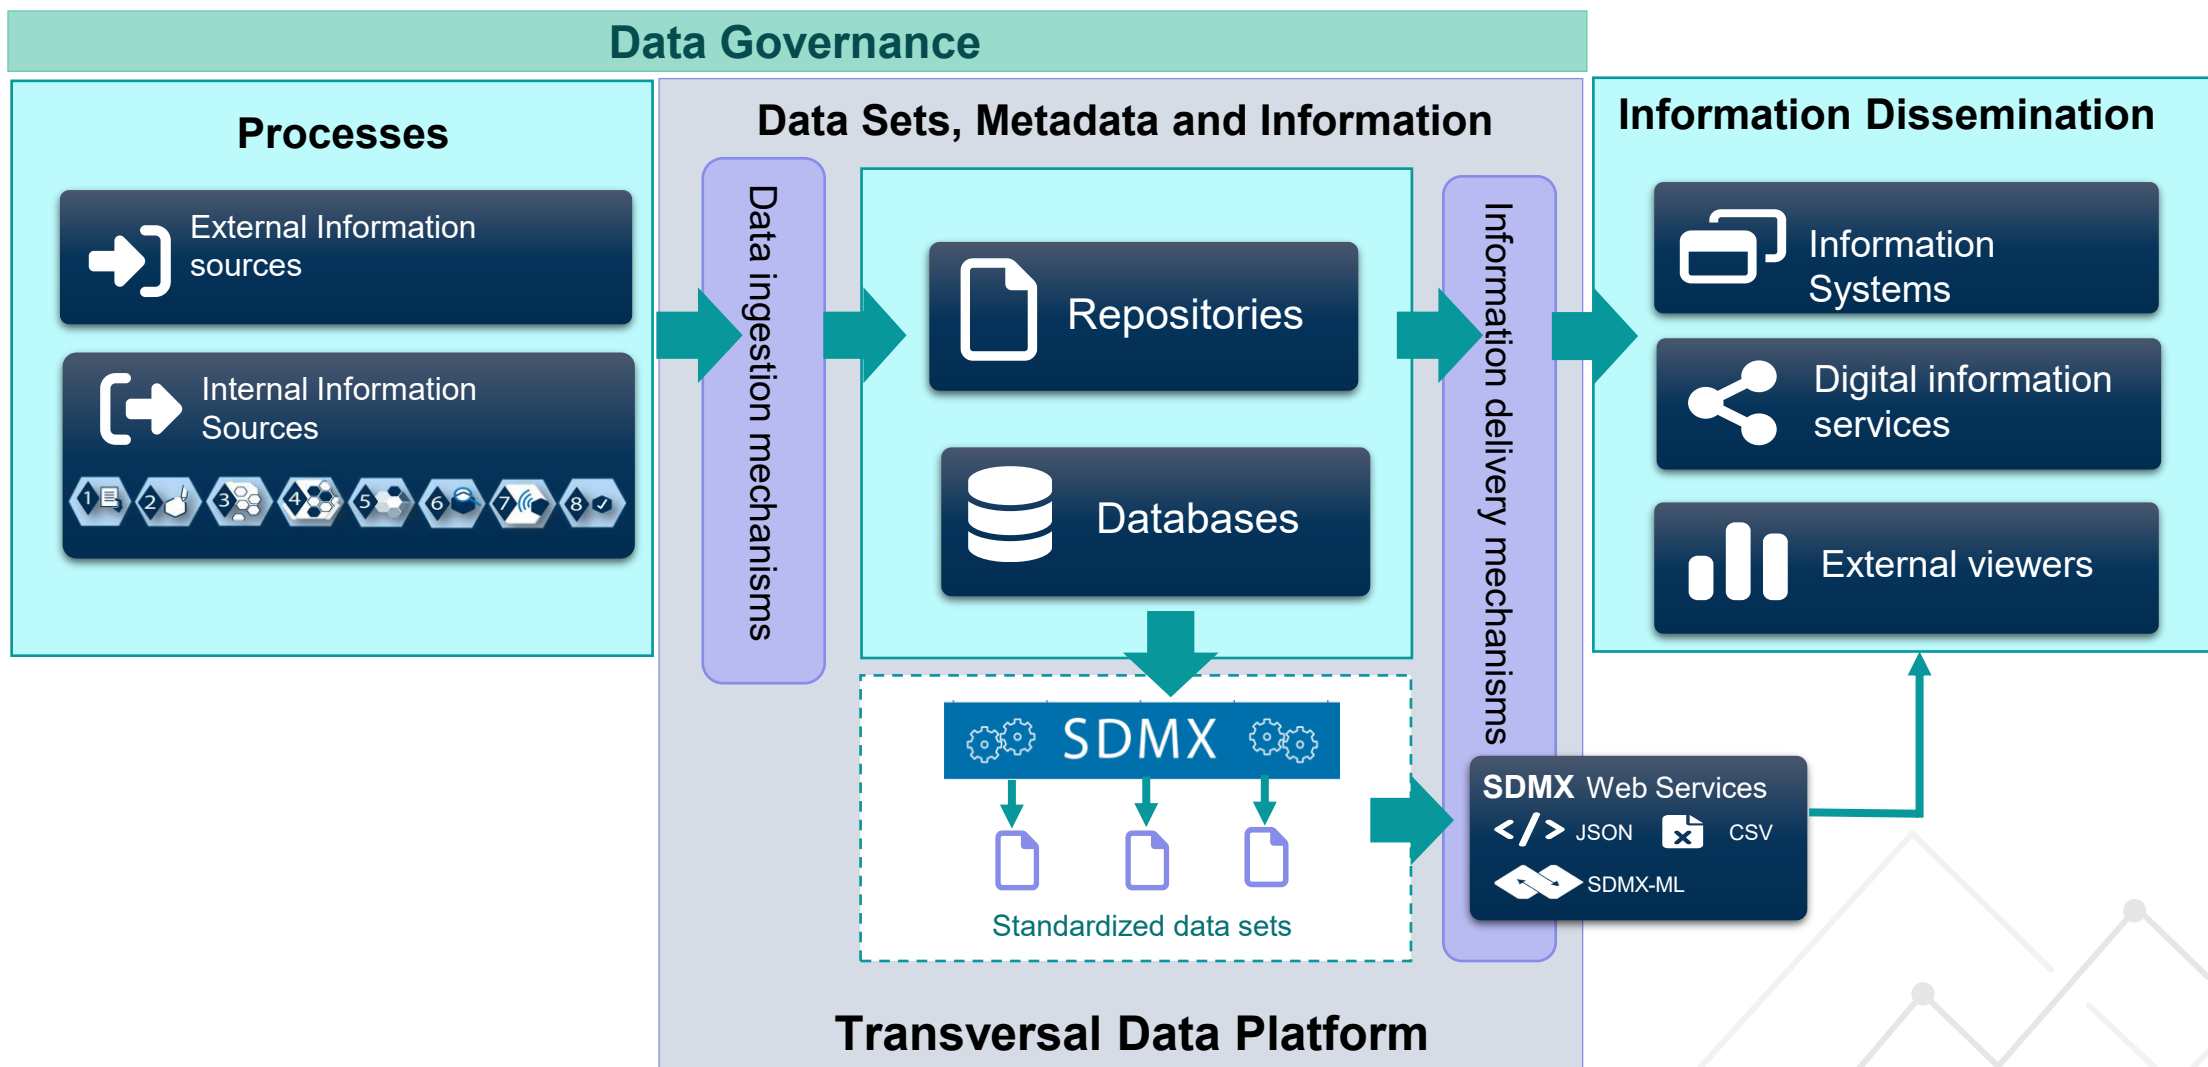 Data Governance
Processes
External Information
sources
Internal Information
Sources
1 2 3 4 5 6 7 8
Data Sets, Metadata and Information
Data ingestion mechanisms
Repositories
Databases
SDMX
Standardized data sets
Information delivery mechanisms
SDMX Web Services
</> JSON CSV
SDMX-ML
Transversal Data Platform
Information Dissemination
Information
Systems
Digital information
services
External viewers